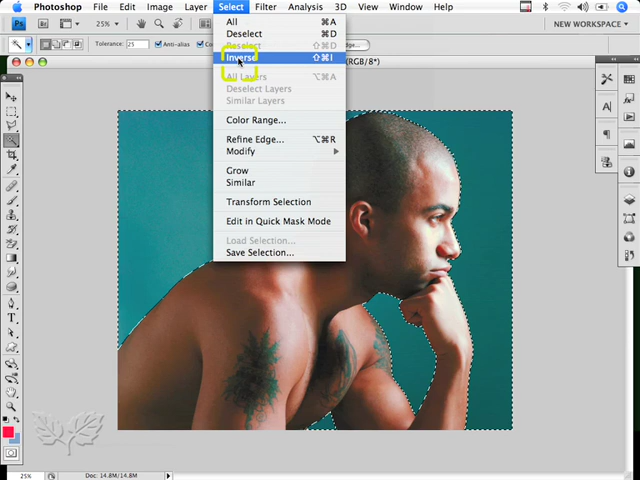 Photoshop File Edit Image Layer Select Filter Analysis 3D View Window Help
Tolerance: 25 Anti-alias Edge... NEW WORKSPACE
(RGB/8*)
All ⌘A
Deselect ⌘D
Reselect ⇧⌘D
Inverse ⇧⌘I
All Layers ⌥⌘A
Deselect Layers
Similar Layers
Color Range...
Refine Edge... ⌥⌘R
Modify
Grow
Similar
Transform Selection
Edit in Quick Mask Mode
Load Selection...
Save Selection...
25% Doc: 14.8M/14.8M